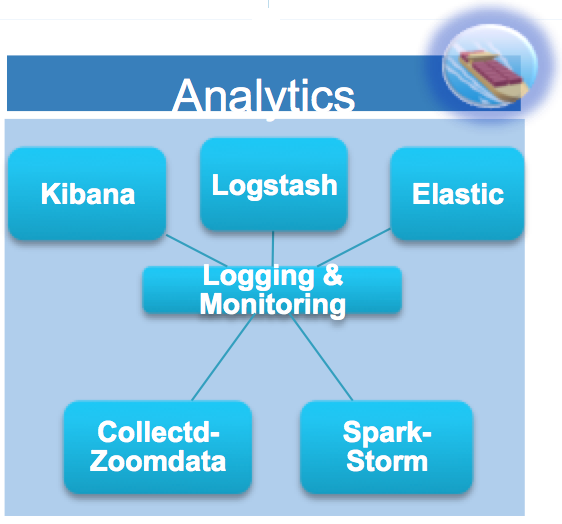 Analytics
Kibana
Logstash
Elastic
Logging &
Monitoring
Collectd-
Zoomdata
Spark-
Storm